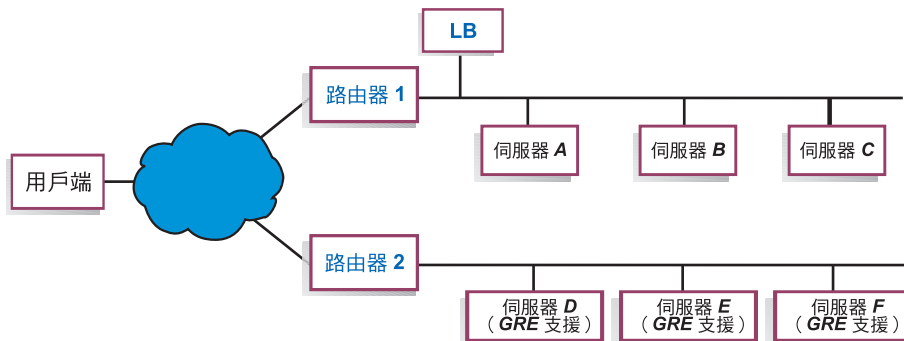 LB
路由器 1
伺服器 A
伺服器 B
伺服器 C
用戶端
路由器 2
伺服器 D
（GRE 支援）
伺服器 E
（GRE 支援）
伺服器 F
（GRE 支援）